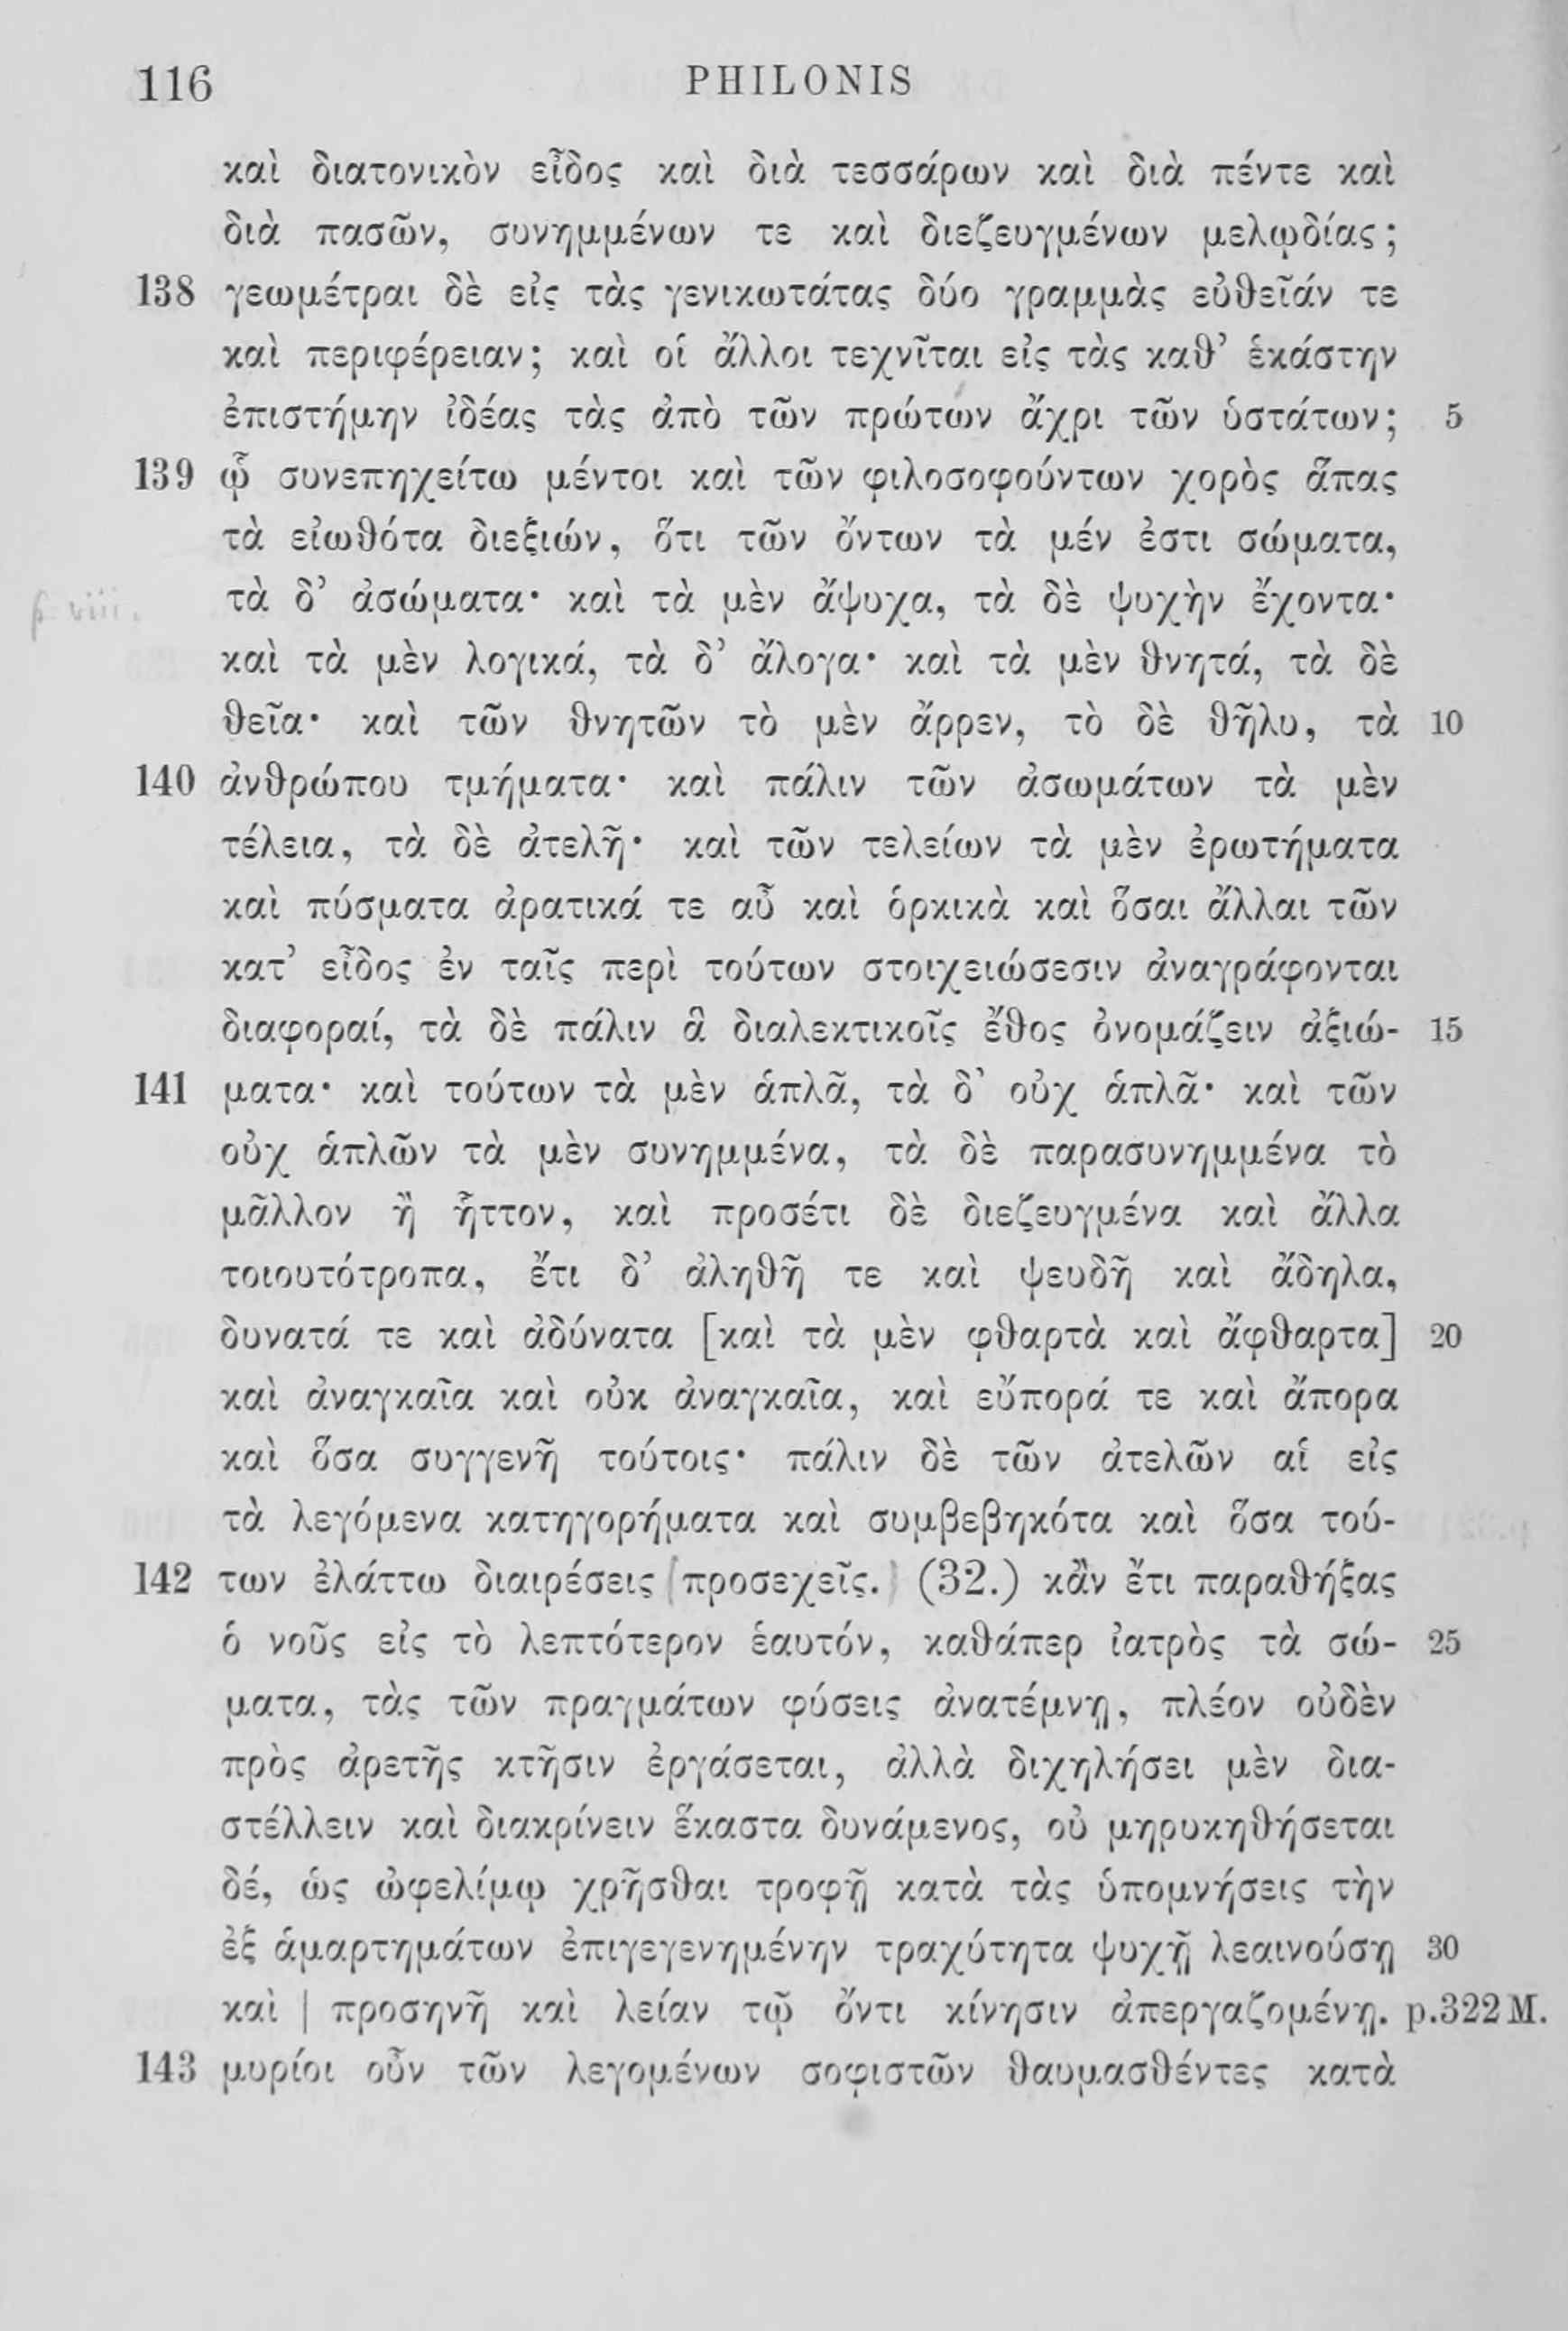 116 PHILONIS
καὶ διατονικὸν εἶδος καὶ διὰ τεσσάρων καὶ διὰ πέντε καὶ
διὰ πασῶν, συνημμένων τε καὶ διεζευγμένων μελῳδίας;
138 γεωμέτραι δὲ εἰς τὰς γενικωτάτας δύο γραμμὰς εὐθεῖάν τε
καὶ περιφέρειαν; καὶ οἱ ἄλλοι τεχνῖται εἰς τὰς καθ’ ἑκάστην
ἐπιστήμην ἰδέας τὰς ἀπὸ τῶν πρώτων ἄχρι τῶν ὑστάτων; 5
139 ᾧ συνεπηχείτω μέντοι καὶ τῶν φιλοσοφούντων χορὸς ἅπας
τὰ εἰωθότα διεξιών, ὅτι τῶν ὄντων τὰ μέν ἐστι σώματα,
τὰ δ’ ἀσώματα· καὶ τὰ μὲν ἄψυχα, τὰ δὲ ψυχὴν ἔχοντα·
καὶ τὰ μὲν λογικά, τὰ δ’ ἄλογα· καὶ τὰ μὲν θνητά, τὰ δὲ
θεῖα· καὶ τῶν θνητῶν τὸ μὲν ἄρρεν, τὸ δὲ θῆλυ, τὰ 10
140 ἀνθρώπου τμήματα· καὶ πάλιν τῶν ἀσωμάτων τὰ μὲν
τέλεια, τὰ δὲ ἀτελῆ· καὶ τῶν τελείων τὰ μὲν ἐρωτήματα
καὶ πύσματα ἀρατικά τε αὖ καὶ ὁρκικὰ καὶ ὅσαι ἄλλαι τῶν
κατ’ εἶδος ἐν ταῖς περὶ τούτων στοιχειώσεσιν ἀναγράφονται
διαφοραί, τὰ δὲ πάλιν ἃ διαλεκτικοῖς ἔθος ὀνομάζειν ἀξιώ- 15
141 ματα· καὶ τούτων τὰ μὲν ἁπλᾶ, τὰ δ’ οὐχ ἁπλᾶ· καὶ τῶν
οὐχ ἁπλῶν τὰ μὲν συνημμένα, τὰ δὲ παρασυνημμένα τὸ
μᾶλλον ἢ ἧττον, καὶ προσέτι δὲ διεζευγμένα καὶ ἄλλα
τοιουτότροπα, ἔτι δ’ ἀληθῆ τε καὶ ψευδῆ καὶ ἄδηλα,
δυνατά τε καὶ ἀδύνατα [καὶ τὰ μὲν φθαρτὰ καὶ ἄφθαρτα] 20
καὶ ἀναγκαῖα καὶ οὐκ ἀναγκαῖα, καὶ εὔπορά τε καὶ ἄπορα
καὶ ὅσα συγγενῆ τούτοις· πάλιν δὲ τῶν ἀτελῶν αἱ εἰς
τὰ λεγόμενα κατηγορήματα καὶ συμβεβηκότα καὶ ὅσα τού-
142 των ἐλάττω διαιρέσεις προσεχεῖς. (32.) κἂν ἔτι παραθήξας
ὁ νοῦς εἰς τὸ λεπτότερον ἑαυτόν, καθάπερ ἰατρὸς τὰ σώ- 25
ματα, τὰς τῶν πραγμάτων φύσεις ἀνατέμνῃ, πλέον οὐδὲν
πρὸς ἀρετῆς κτῆσιν ἐργάσεται, ἀλλὰ διχηλήσει μὲν δια-
στέλλειν καὶ διακρίνειν ἕκαστα δυνάμενος, οὐ μηρυκηθήσεται
δέ, ὡς ὠφελίμῳ χρῆσθαι τροφῇ κατὰ τὰς ὑπομνήσεις τὴν
ἐξ ἁμαρτημάτων ἐπιγεγενημένην τραχύτητα ψυχῇ λεαινούσῃ 30
καὶ | προσηνῆ καὶ λείαν τῷ ὄντι κίνησιν ἀπεργαζομένῃ. p.322 M.
143 μυρίοι οὖν τῶν λεγομένων σοφιστῶν θαυμασθέντες κατὰ